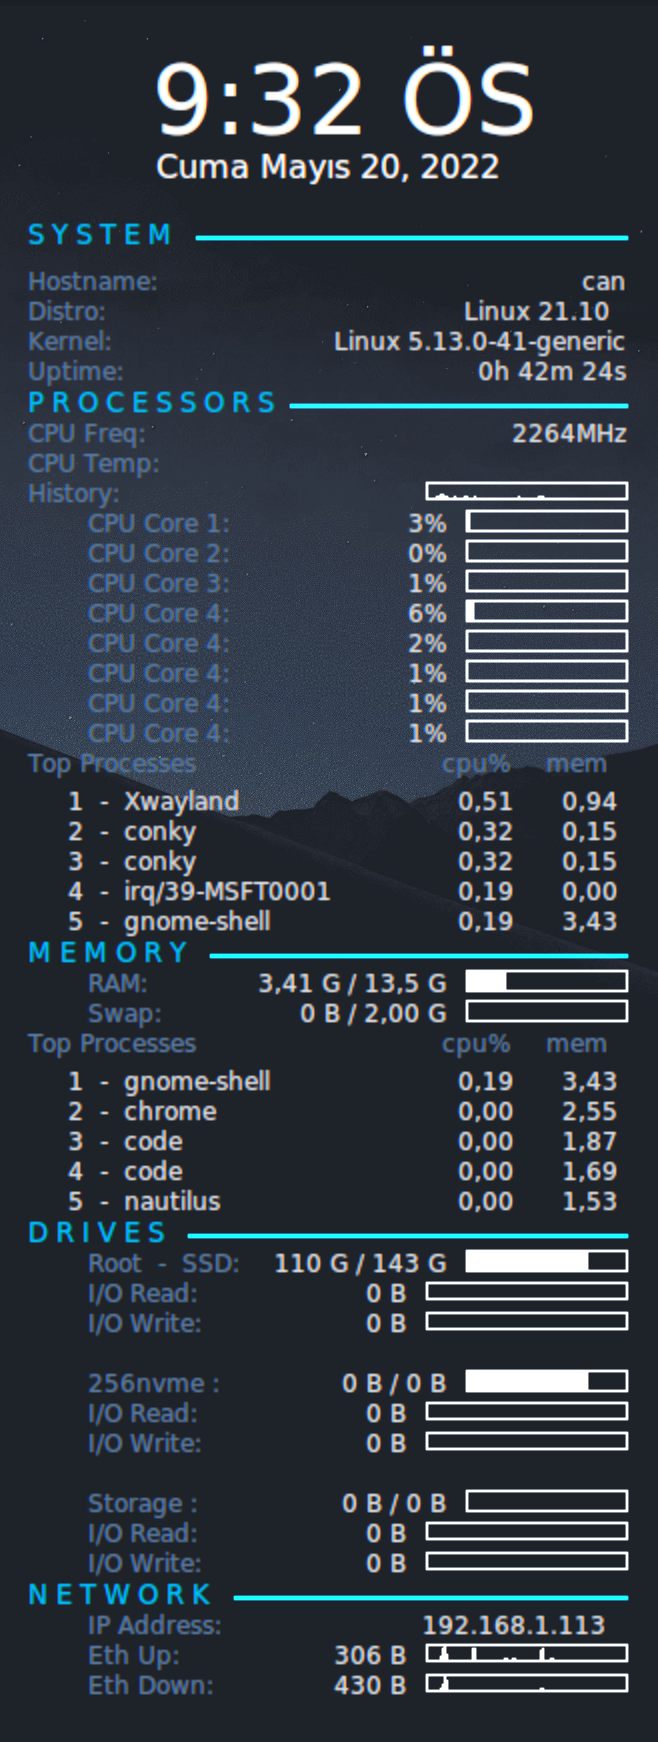 9:32 ÖS
Cuma Mayıs 20, 2022
SYSTEM
Hostname: can
Distro: Linux 21.10
Kernel: Linux 5.13.0-41-generic
Uptime: 0h 42m 24s
PROCESSORS
CPU Freq: 2264MHz
CPU Temp:
History:
CPU Core 1: 3%
CPU Core 2: 0%
CPU Core 3: 1%
CPU Core 4: 6%
CPU Core 4: 2%
CPU Core 4: 1%
CPU Core 4: 1%
CPU Core 4: 1%
Top Processes cpu% mem
1 - Xwayland 0,51 0,94
2 - conky 0,32 0,15
3 - conky 0,32 0,15
4 - irq/39-MSFT0001 0,19 0,00
5 - gnome-shell 0,19 3,43
MEMORY
RAM: 3,41 G / 13,5 G
Swap: 0 B / 2,00 G
Top Processes cpu% mem
1 - gnome-shell 0,19 3,43
2 - chrome 0,00 2,55
3 - code 0,00 1,87
4 - code 0,00 1,69
5 - nautilus 0,00 1,53
DRIVES
Root - SSD: 110 G / 143 G
I/O Read: 0 B
I/O Write: 0 B
256nvme : 0 B / 0 B
I/O Read: 0 B
I/O Write: 0 B
Storage : 0 B / 0 B
I/O Read: 0 B
I/O Write: 0 B
NETWORK
IP Address: 192.168.1.113
Eth Up: 306 B
Eth Down: 430 B